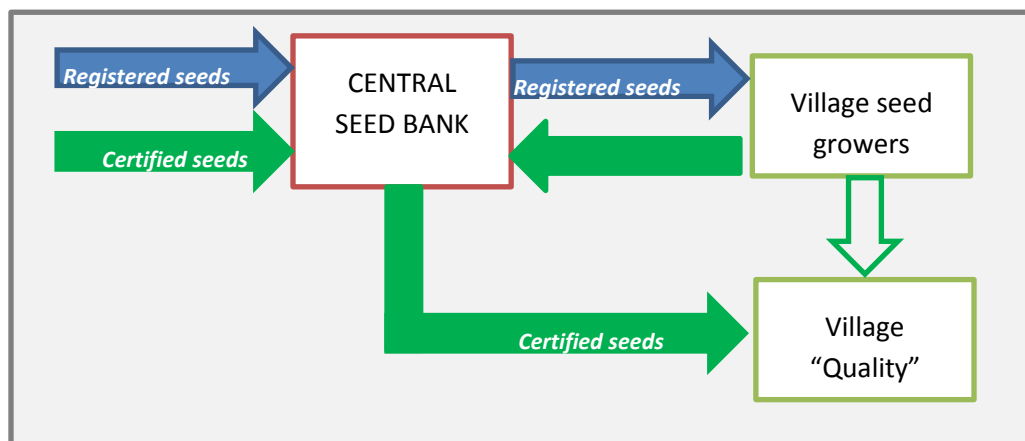 Registered seeds
CENTRAL
SEED BANK
Registered seeds
Village seed
growers
Certified seeds
Certified seeds
Village
“Quality”